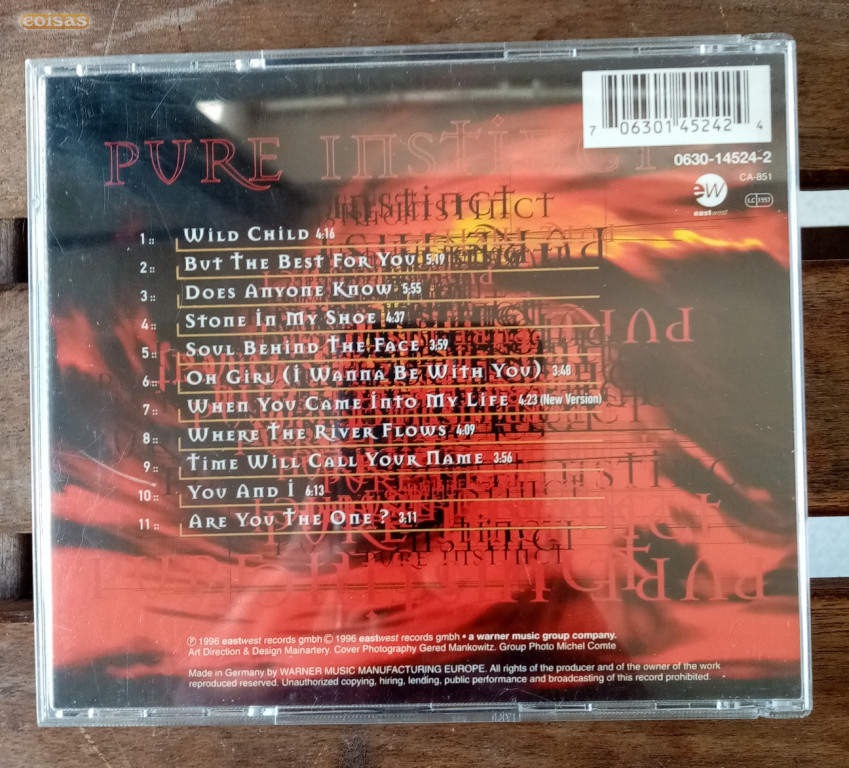 eoisas
PURE INSTINCT
7 06301 45242 4
0630-14524-2
CA-851
ew
eastwest
LC 1557
1:: WILD CHILD 4:16
2:: BUT THE BEST FOR YOU 5:19
3:: DOES ANYONE KNOW 5:55
4:: STONE IN MY SHOE 4:37
5:: SOUL BEHIND THE FACE 3:59
6:: OH GIRL (I WANNA BE WITH YOU) 3:48
7:: WHEN YOU CAME INTO MY LIFE 4:23 (New Version)
8:: WHERE THE RIVER FLOWS 4:09
9:: TIME WILL CALL YOUR NAME 3:56
10:: YOU AND I 6:13
11:: ARE YOU THE ONE? 3:11
PURE INSTINCT
℗ 1996 eastwest records gmbh © 1996 eastwest records gmbh • a warner music group company.
Art Direction & Design Mainartery. Cover Photography Gered Mankowitz. Group Photo Michel Comte
Made in Germany by WARNER MUSIC MANUFACTURING EUROPE. All rights of the producer and of the owner of the work
reproduced reserved. Unauthorized copying, hiring, lending, public performance and broadcasting of this record prohibited.